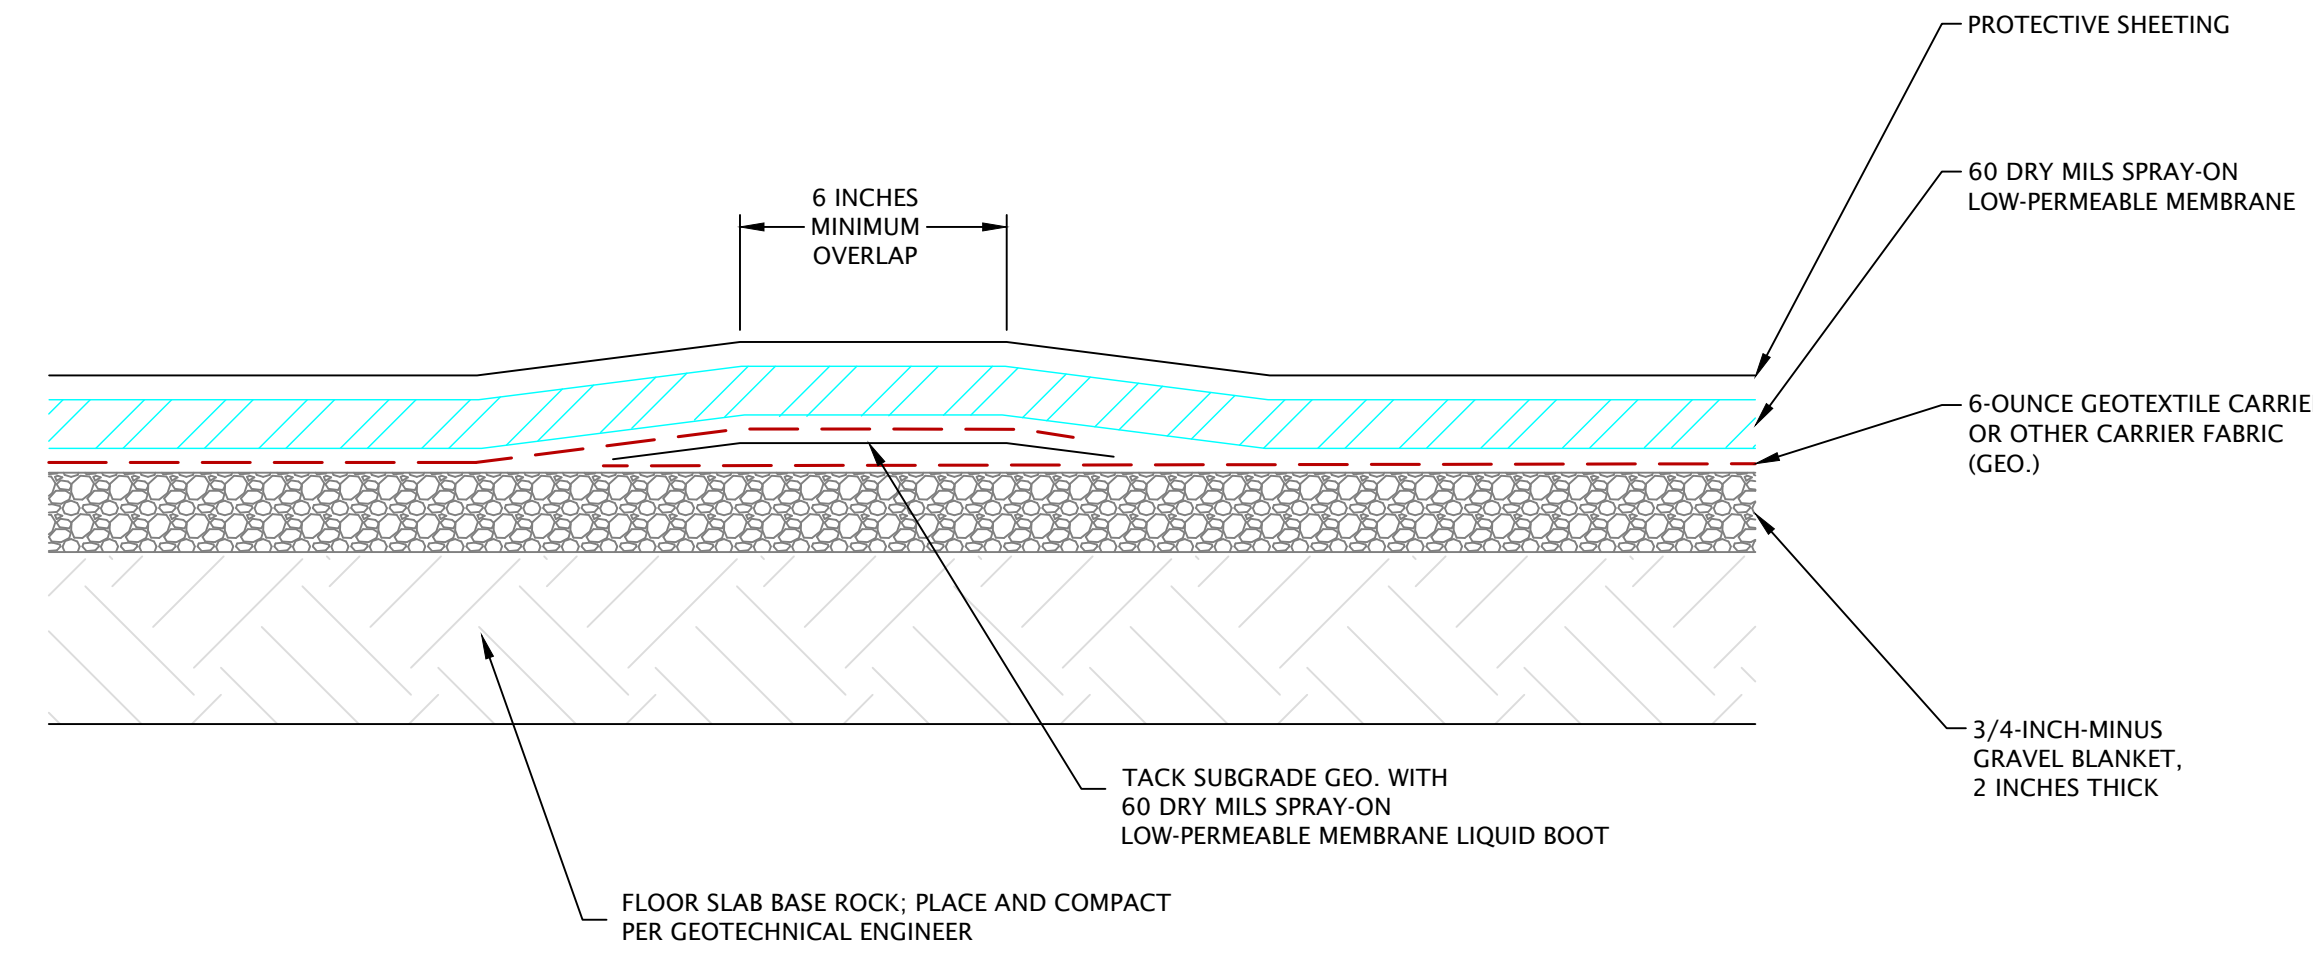 PROTECTIVE SHEETING
60 DRY MILS SPRAY-ON
LOW-PERMEABLE MEMBRANE
6 INCHES
MINIMUM
OVERLAP
6-OUNCE GEOTEXTILE CARRIE
OR OTHER CARRIER FABRIC
(GEO.)
3/4-INCH-MINUS
GRAVEL BLANKET,
2 INCHES THICK
TACK SUBGRADE GEO. WITH
60 DRY MILS SPRAY-ON
LOW-PERMEABLE MEMBRANE LIQUID BOOT
FLOOR SLAB BASE ROCK; PLACE AND COMPACT
PER GEOTECHNICAL ENGINEER